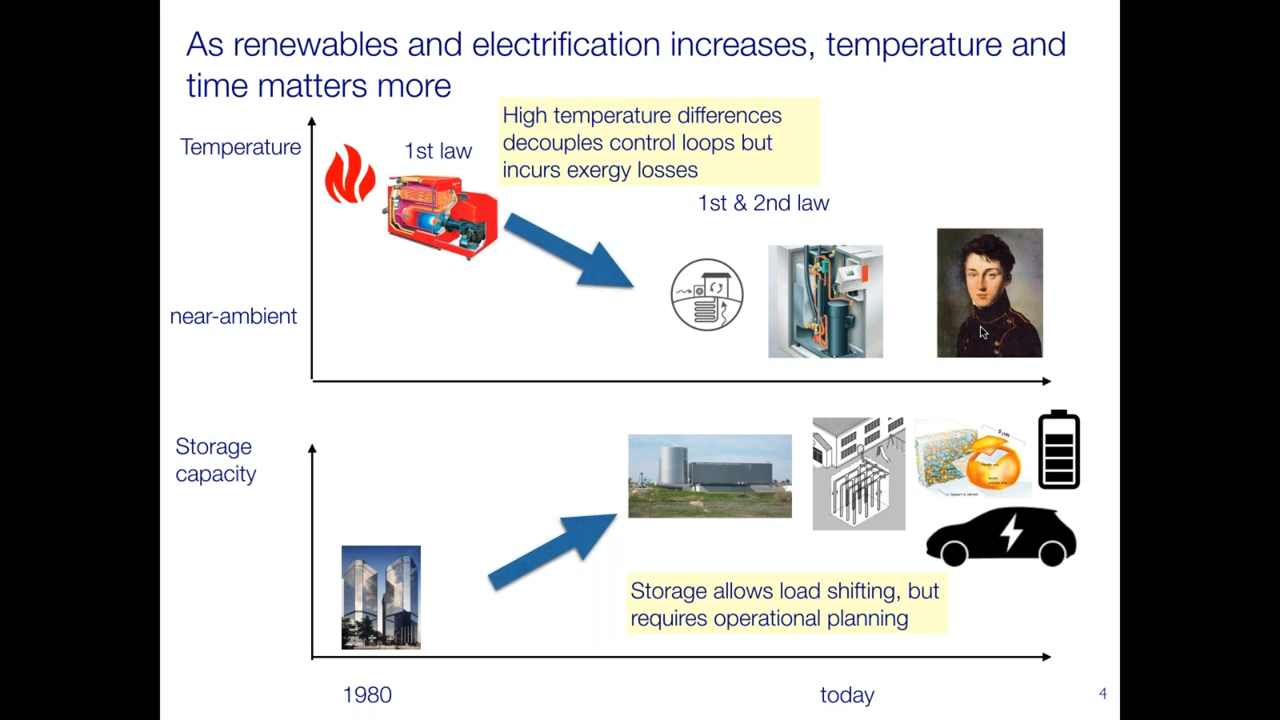 As renewables and electrification increases, temperature and
time matters more
Temperature
1st law
High temperature differences
decouples control loops but
incurs exergy losses
1st & 2nd law
near-ambient
Storage
capacity
5 µm
Storage allows load shifting, but
requires operational planning
1980
today
4